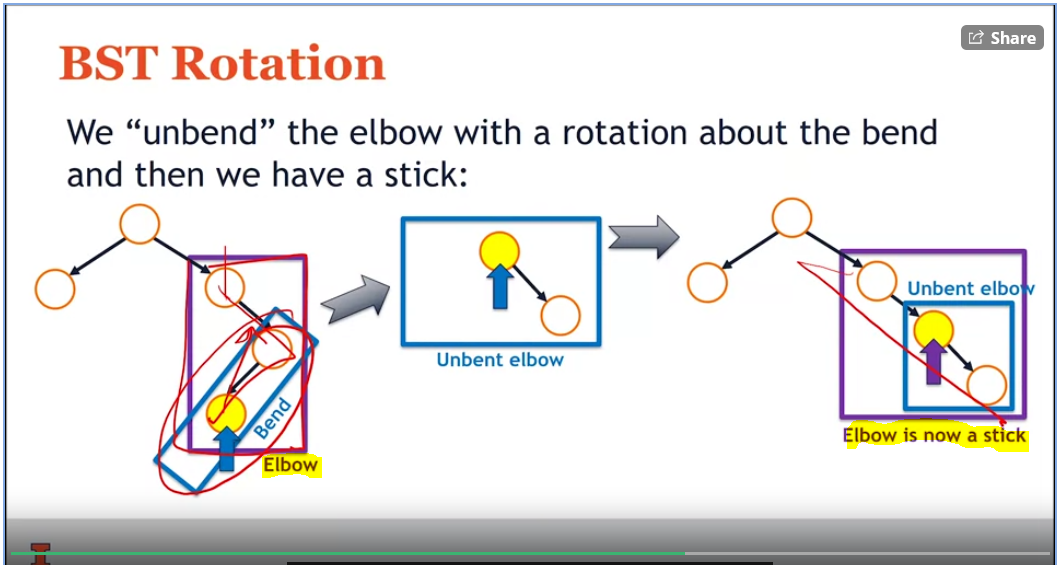 Share
BST Rotation
We “unbend” the elbow with a rotation about the bend
and then we have a stick:
Unbent elbow
Bend
Unbent elbow
Elbow is now a stick
Elbow